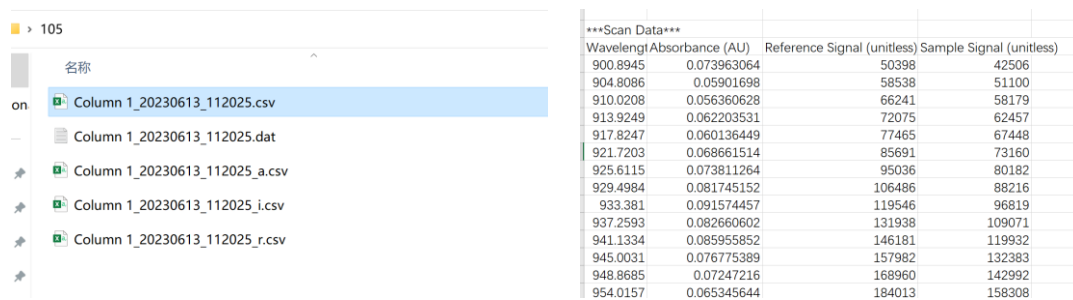 105
名称
on
Column 1_20230613_112025.csv
Column 1_20230613_112025.dat
Column 1_20230613_112025_a.csv
Column 1_20230613_112025_i.csv
Column 1_20230613_112025_r.csv
***Scan Data***
Wavelengt Absorbance (AU) Reference Signal (unitless) Sample Signal (unitless)
900.8945 0.073963064 50398 42506
904.8086 0.05901698 58538 51100
910.0208 0.056360628 66241 58179
913.9249 0.062203531 72075 62457
917.8247 0.060136449 77465 67448
921.7203 0.068661514 85691 73160
925.6115 0.073811264 95036 80182
929.4984 0.081745152 106486 88216
933.381 0.091574457 119546 96819
937.2593 0.082660602 131938 109071
941.1334 0.085955852 146181 119932
945.0031 0.076775389 157982 132383
948.8685 0.07247216 168960 142992
954.0157 0.065345644 184013 158308